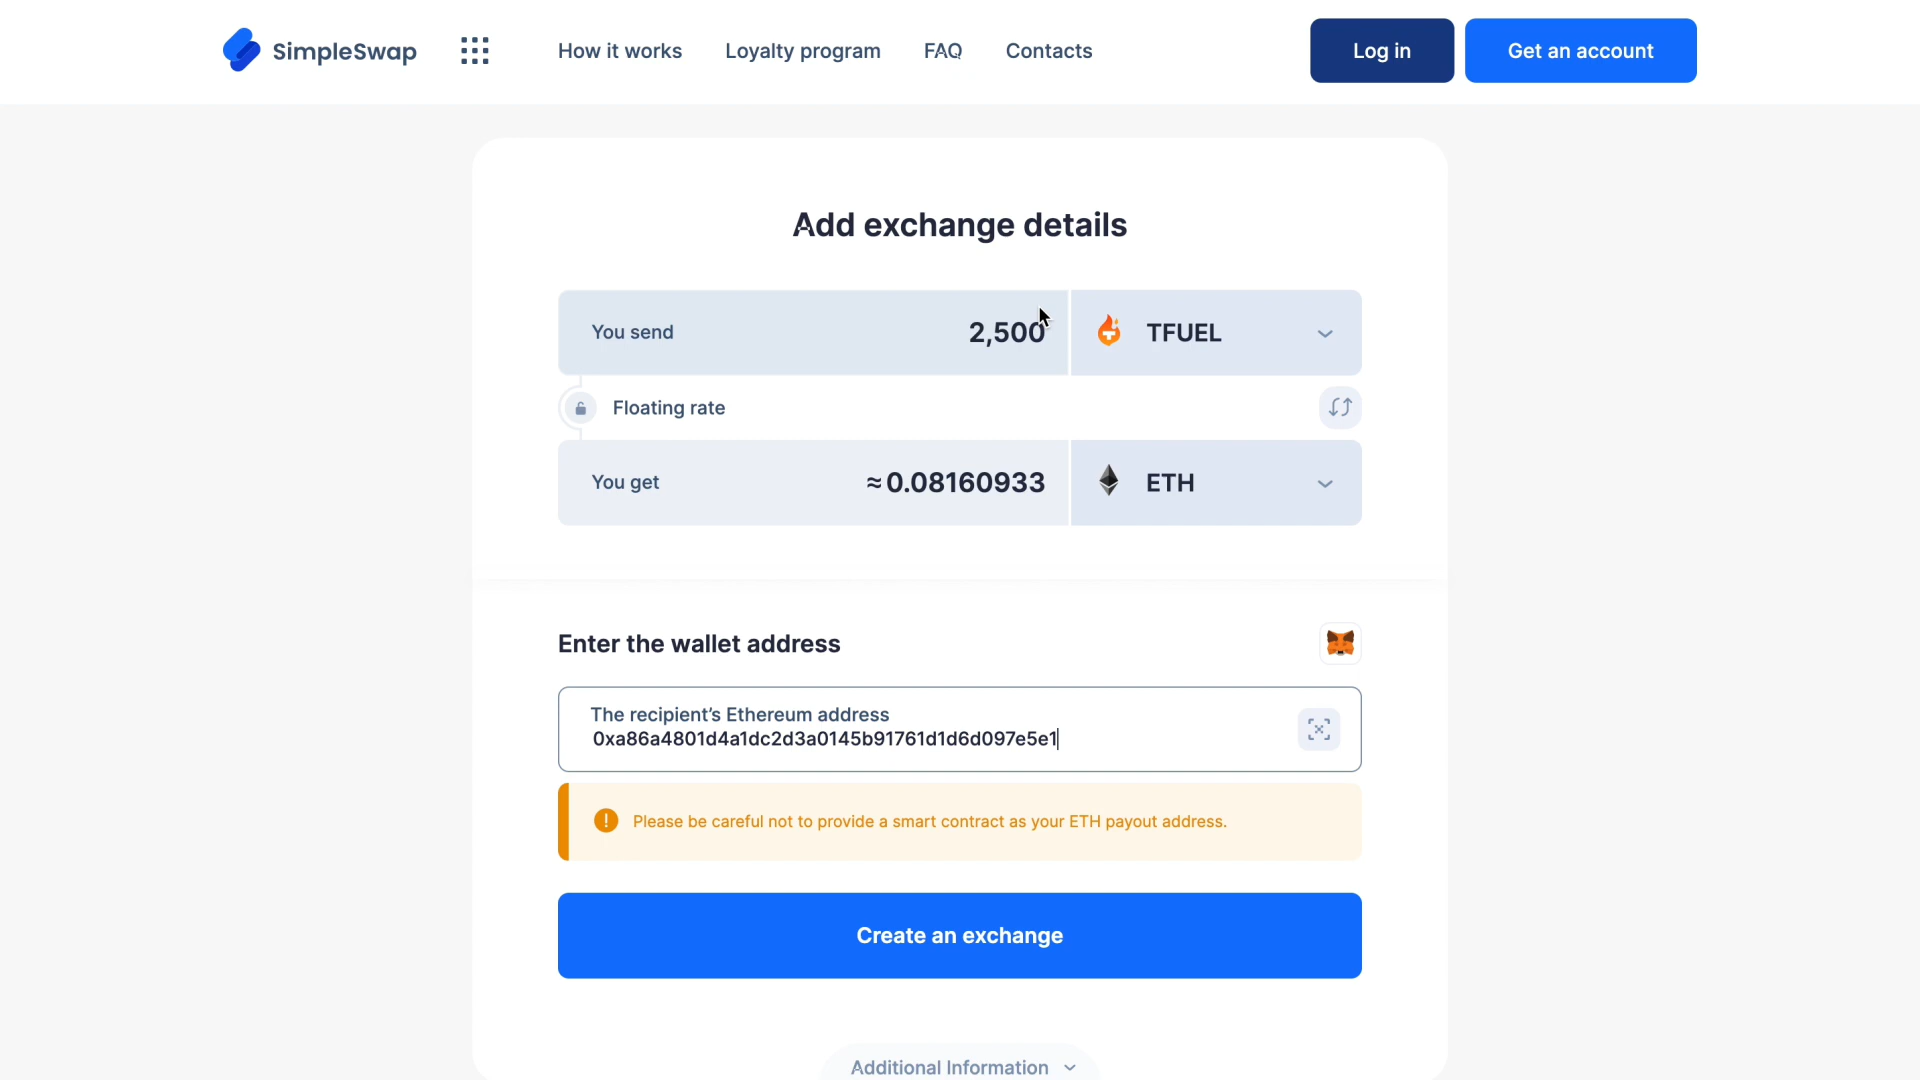 SimpleSwap
How it works
Loyalty program
FAQ
Contacts
Log in
Get an account
Add exchange details
You send
2,500
TFUEL
Floating rate
You get
≈ 0.08160933
ETH
Enter the wallet address
The recipient's Ethereum address
0xa86a4801d4a1dc2d3a0145b91761d1d6d097e5e1
Please be careful not to provide a smart contract as your ETH payout address.
Create an exchange
Additional Information